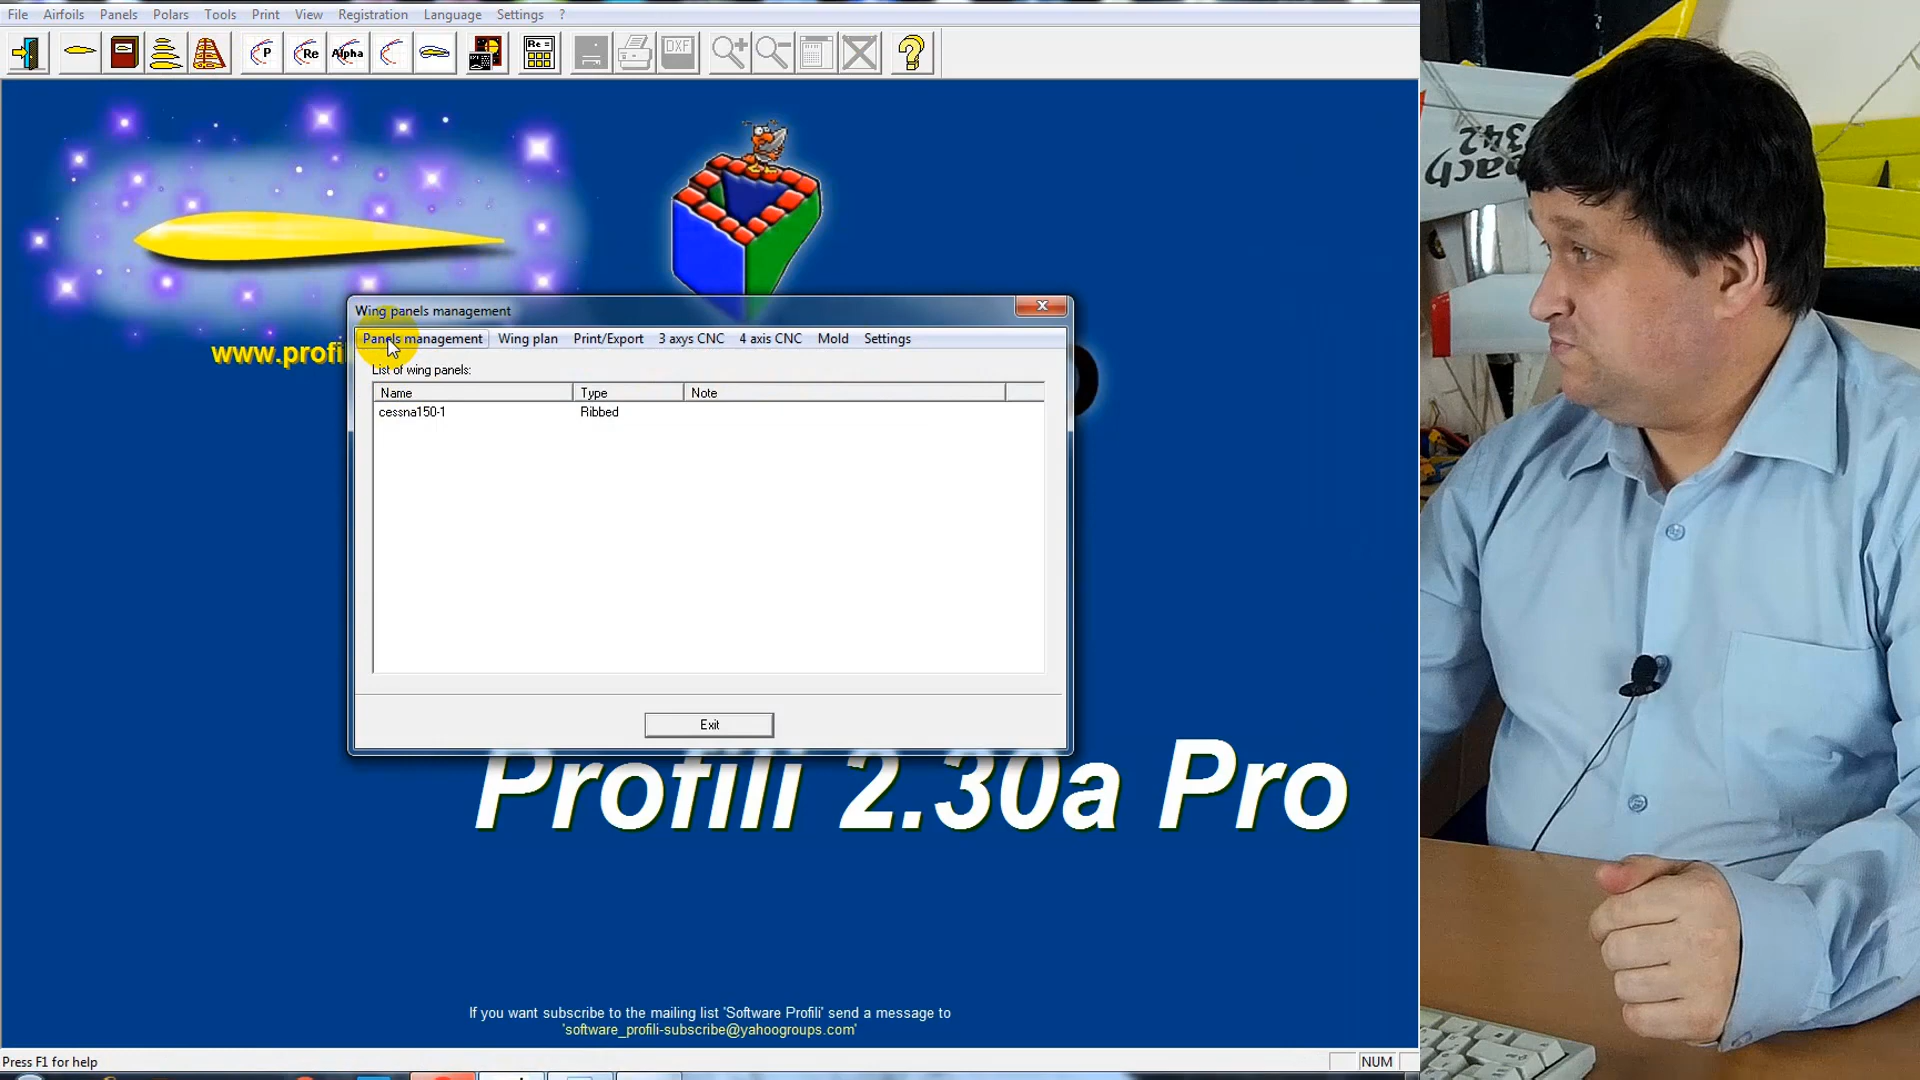 File Airfoils Panels Polars Tools Print View Registration Language Settings ?
P Re Alpha Re = DXF
www.profi
Wing panels management
Panels management Wing plan Print/Export 3 axys CNC 4 axis CNC Mold Settings
List of wing panels:
Name Type Note
cessna150-1 Ribbed
Exit
Profili 2.30a Pro
If you want subscribe to the mailing list 'Software Profili' send a message to
'software_profili-subscribe@yahoogroups.com'
Press F1 for help NUM